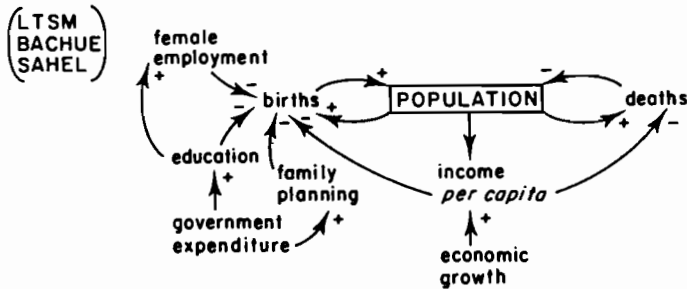 LTSM
BACHUE
SAHEL
female
employment
+
-
births
-
+
+
POPULATION
-
+
deaths
-
- -
education
+
family
planning
+
income
per capita
+
government
expenditure
economic
growth